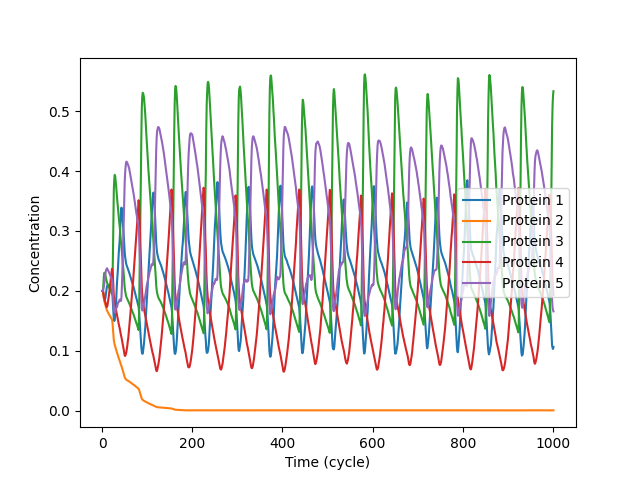 Concentration
0.5
0.4
0.3
0.2
0.1
0.0
Protein 1
Protein 2
Protein 3
Protein 4
Protein 5
0
200
400
600
800
1000
Time (cycle)